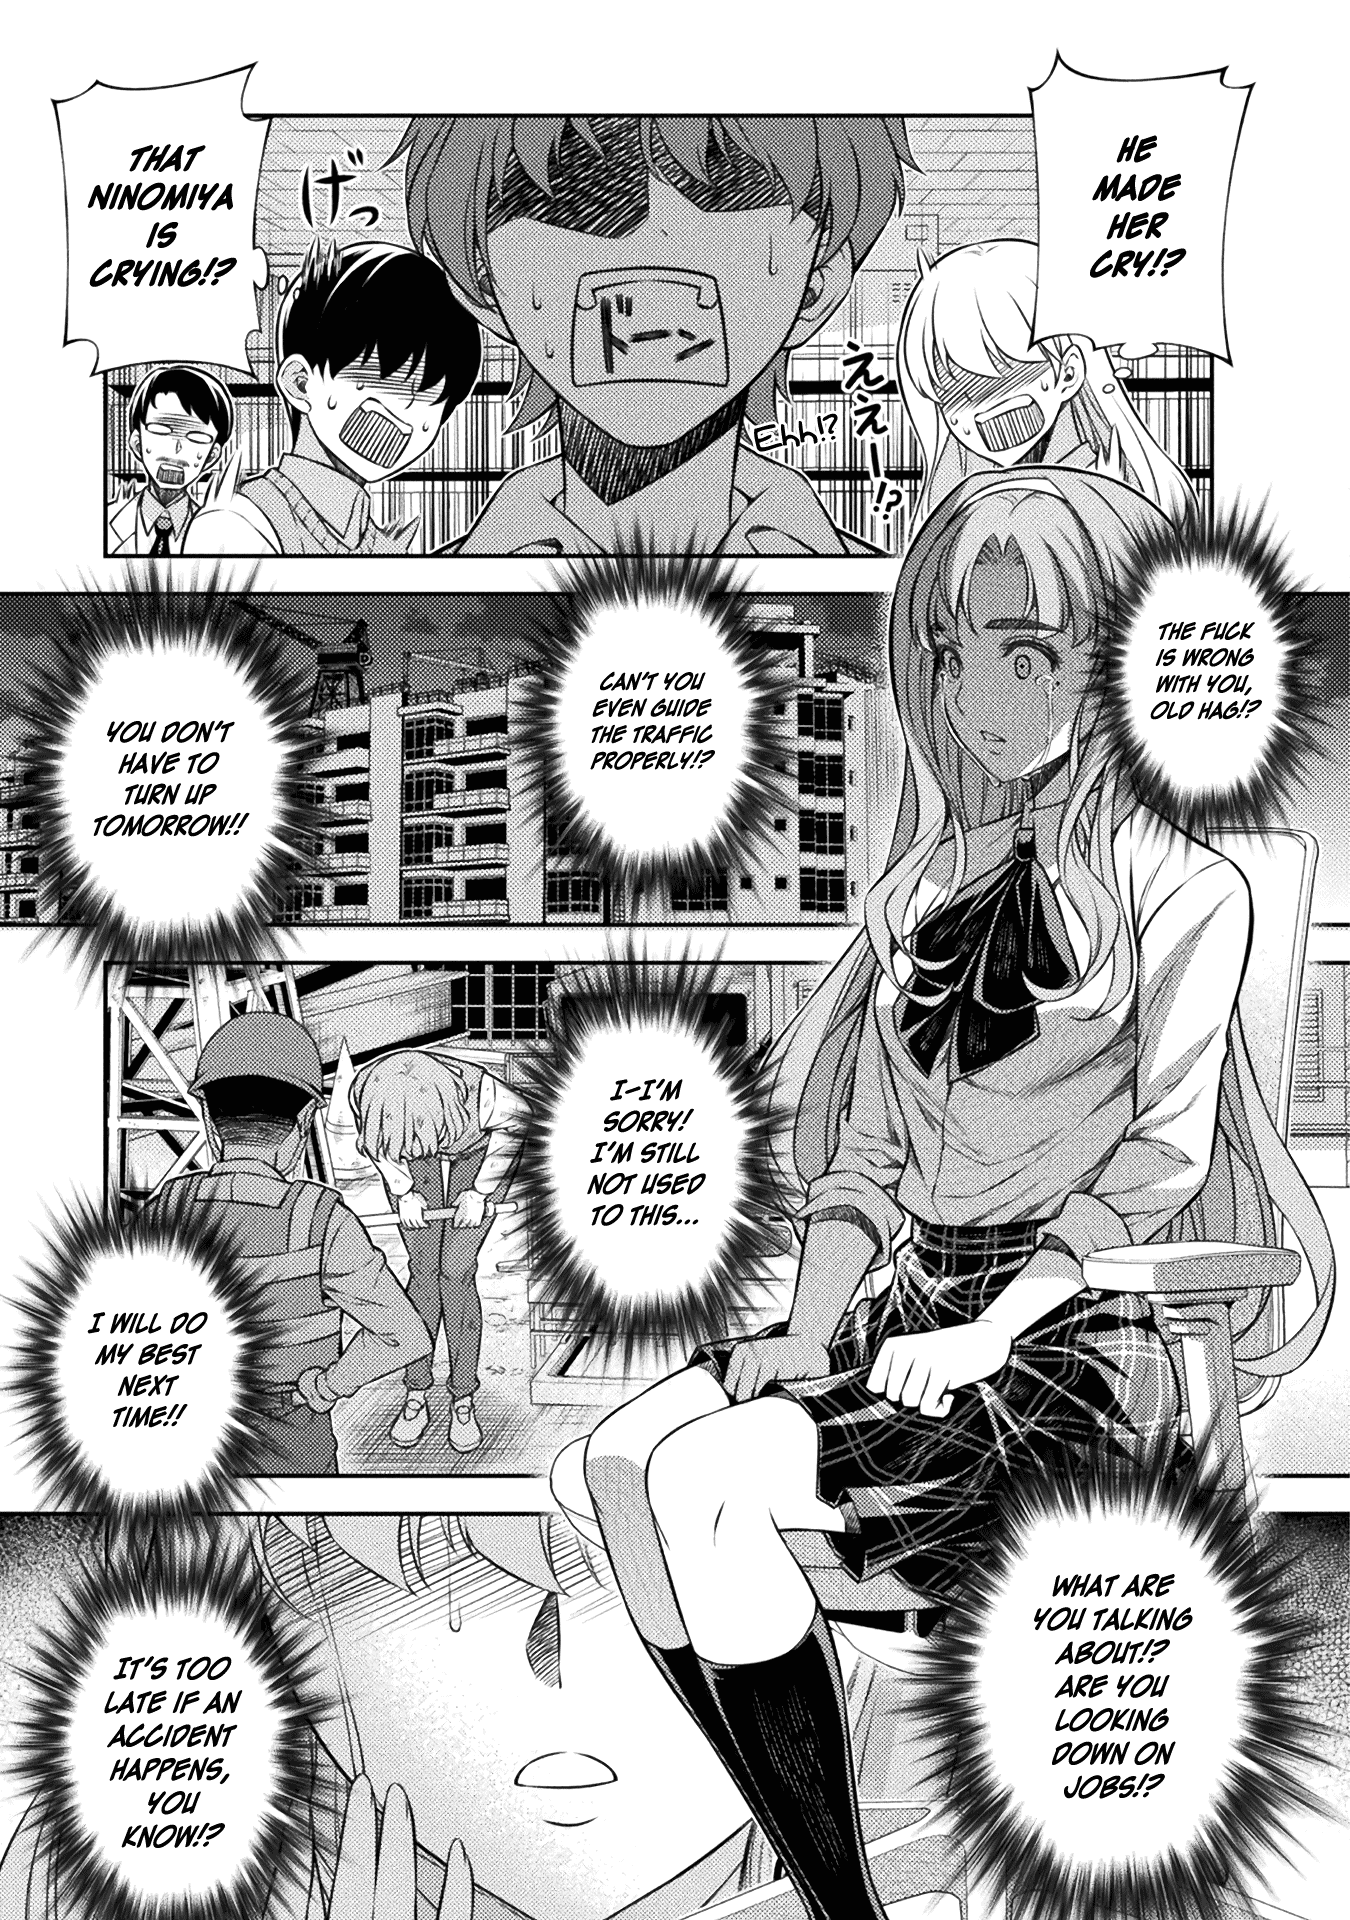 HE
MADE
HER
CRY!?
THAT
NINOMIYA
IS
CRYING!?
げっ
ドーン
えええー!?
Ehh!?
THE FUCK
IS WRONG
WITH YOU,
OLD HAG!?
CAN'T YOU
EVEN GUIDE
THE TRAFFIC
PROPERLY!?
YOU DON'T
HAVE TO
TURN UP
TOMORROW!!
D
I-I'M
SORRY!
I'M STILL
NOT USED
TO THIS...
I WILL DO
MY BEST
NEXT
TIME!!
WHAT ARE
YOU TALKING
ABOUT!?
ARE YOU
LOOKING
DOWN ON
JOBS!?
IT'S TOO
LATE IF AN
ACCIDENT
HAPPENS,
YOU
KNOW!?